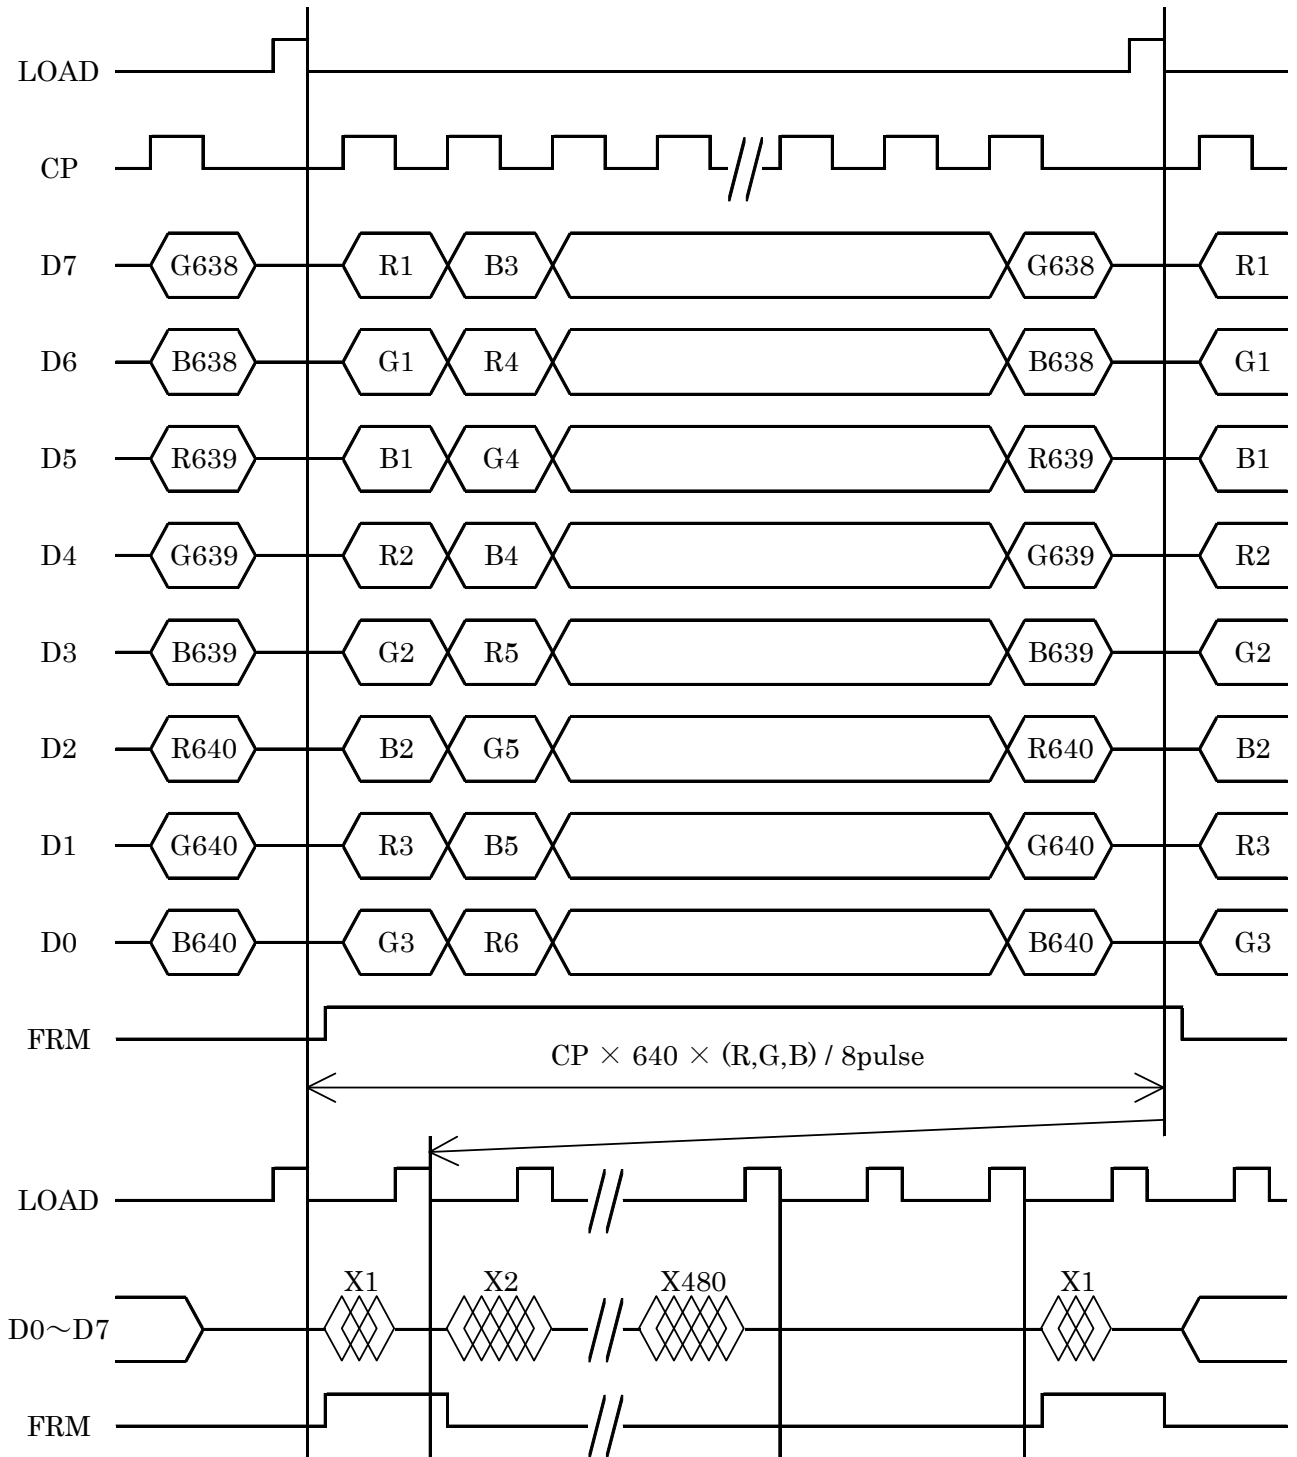 LOAD
CP
D7 G638 R1 B3 G638 R1
D6 B638 G1 R4 B638 G1
D5 R639 B1 G4 R639 B1
D4 G639 R2 B4 G639 R2
D3 B639 G2 R5 B639 G2
D2 R640 B2 G5 R640 B2
D1 G640 R3 B5 G640 R3
D0 B640 G3 R6 B640 G3
FRM
CP × 640 × (R,G,B) / 8pulse
LOAD
X1 X2 X480 X1
D0～D7
FRM